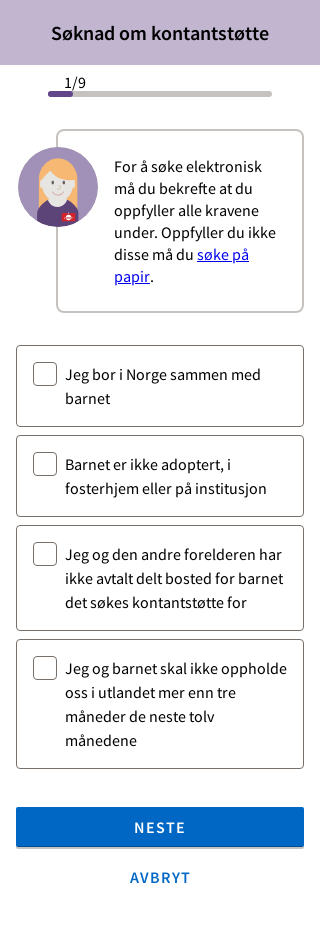 Søknad om kontantstøtte
1/9
For å søke elektronisk
må du bekrefte at du
oppfyller alle kravene
under. Oppfyller du ikke
disse må du søke på
papir.
Jeg bor i Norge sammen med
barnet
Barnet er ikke adoptert, i
fosterhjem eller på institusjon
Jeg og den andre forelderen har
ikke avtalt delt bosted for barnet
det søkes kontantstøtte for
Jeg og barnet skal ikke oppholde
oss i utlandet mer enn tre
måneder de neste tolv
månedene
NESTE
AVBRYT